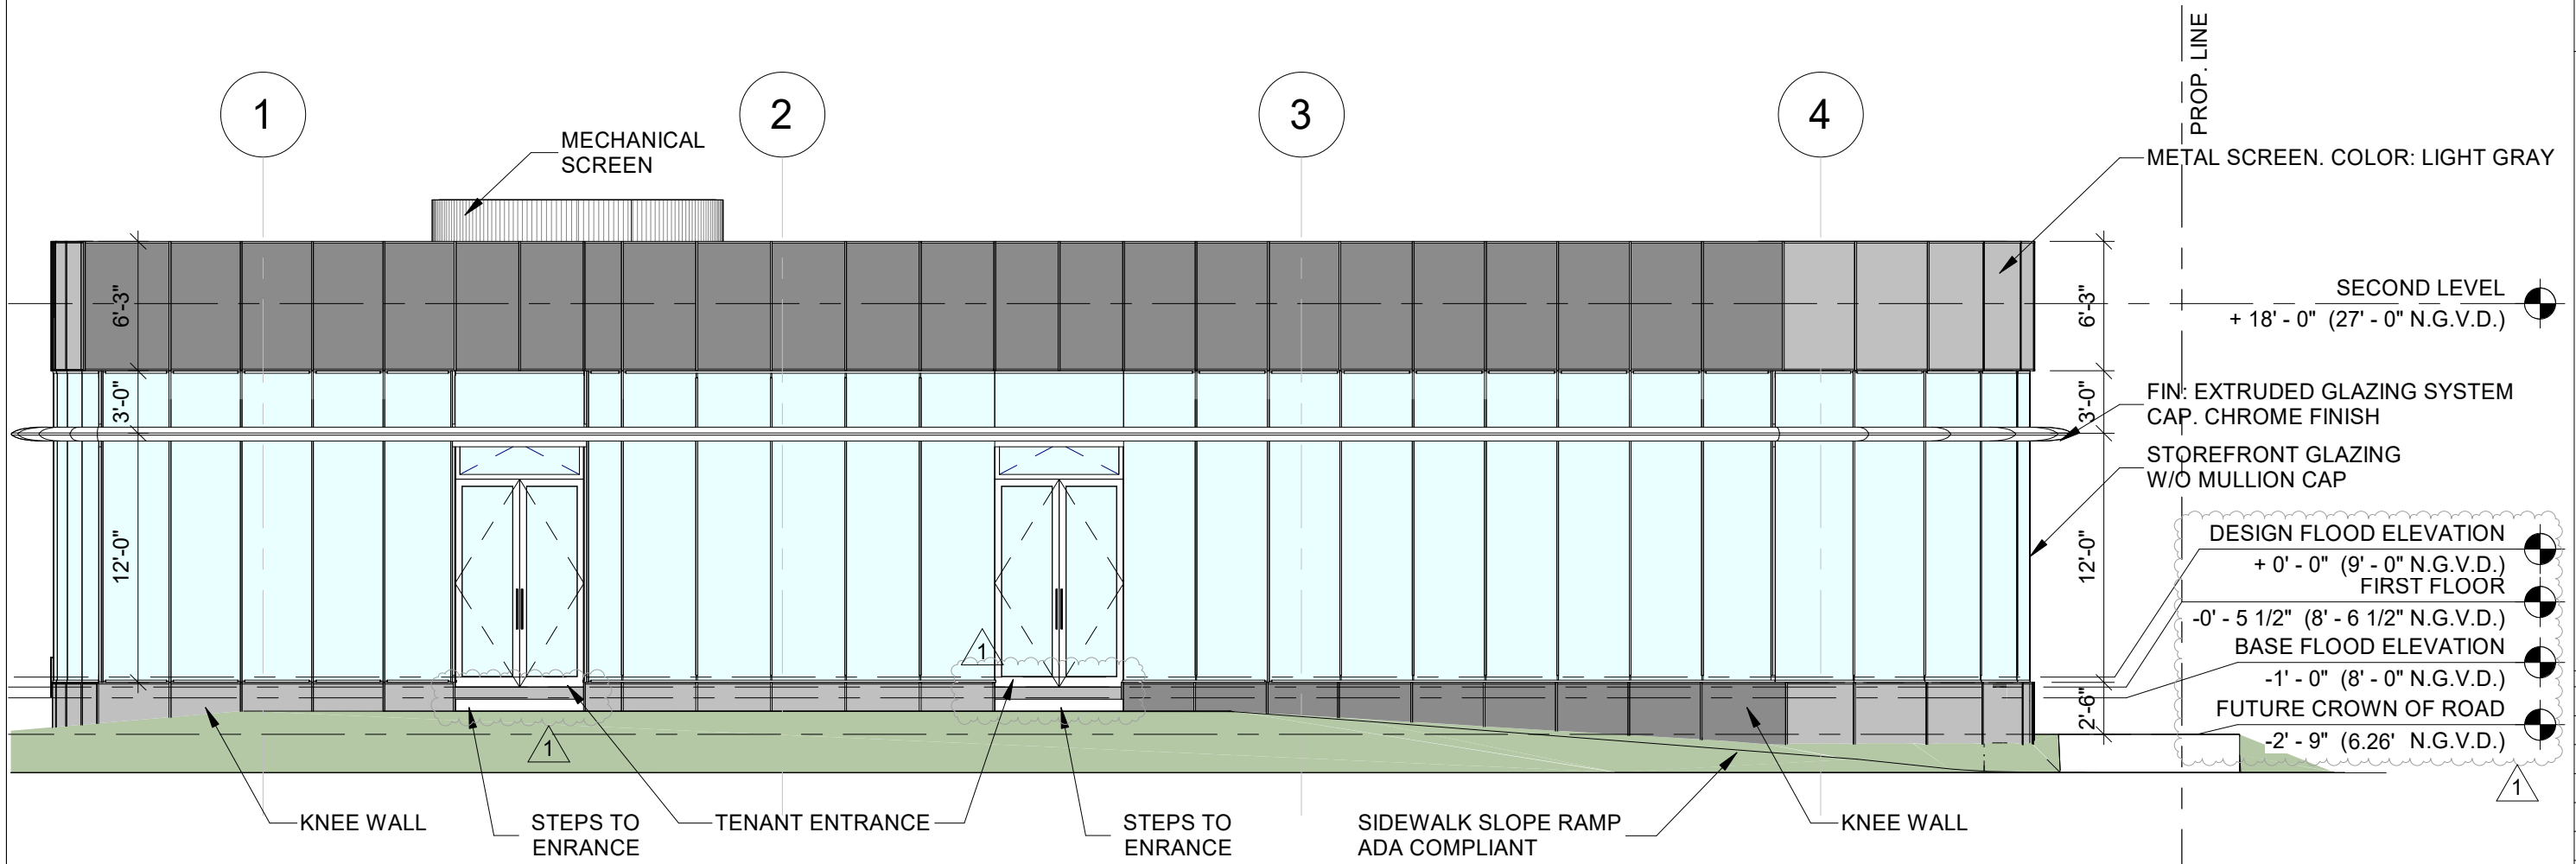 1
2
3
4
PROP. LINE
MECHANICAL
SCREEN
METAL SCREEN. COLOR: LIGHT GRAY
6'-3"
6'-3"
SECOND LEVEL
+ 18' - 0" (27' - 0" N.G.V.D.)
3'-0"
3'-0"
FIN: EXTRUDED GLAZING SYSTEM
CAP. CHROME FINISH
STOREFRONT GLAZING
W/O MULLION CAP
12'-0"
12'-0"
DESIGN FLOOD ELEVATION
+ 0' - 0" (9' - 0" N.G.V.D.)
FIRST FLOOR
-0' - 5 1/2" (8' - 6 1/2" N.G.V.D.)
BASE FLOOD ELEVATION
-1' - 0" (8' - 0" N.G.V.D.)
2'-6"
FUTURE CROWN OF ROAD
-2' - 9" (6.26' N.G.V.D.)
1
1
1
KNEE WALL
STEPS TO
ENRANCE
TENANT ENTRANCE
STEPS TO
ENRANCE
SIDEWALK SLOPE RAMP
ADA COMPLIANT
KNEE WALL